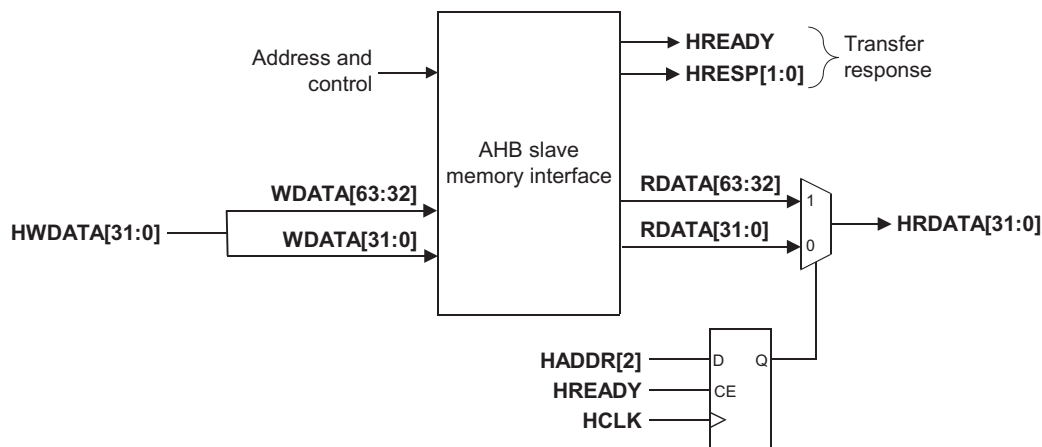 Address and
control
AHB slave
memory interface
HREADY
HRESP[1:0]
Transfer
response
WDATA[63:32]
HWDATA[31:0]
WDATA[31:0]
RDATA[63:32]
RDATA[31:0]
1
0
HRDATA[31:0]
HADDR[2]
D
Q
HREADY
CE
HCLK